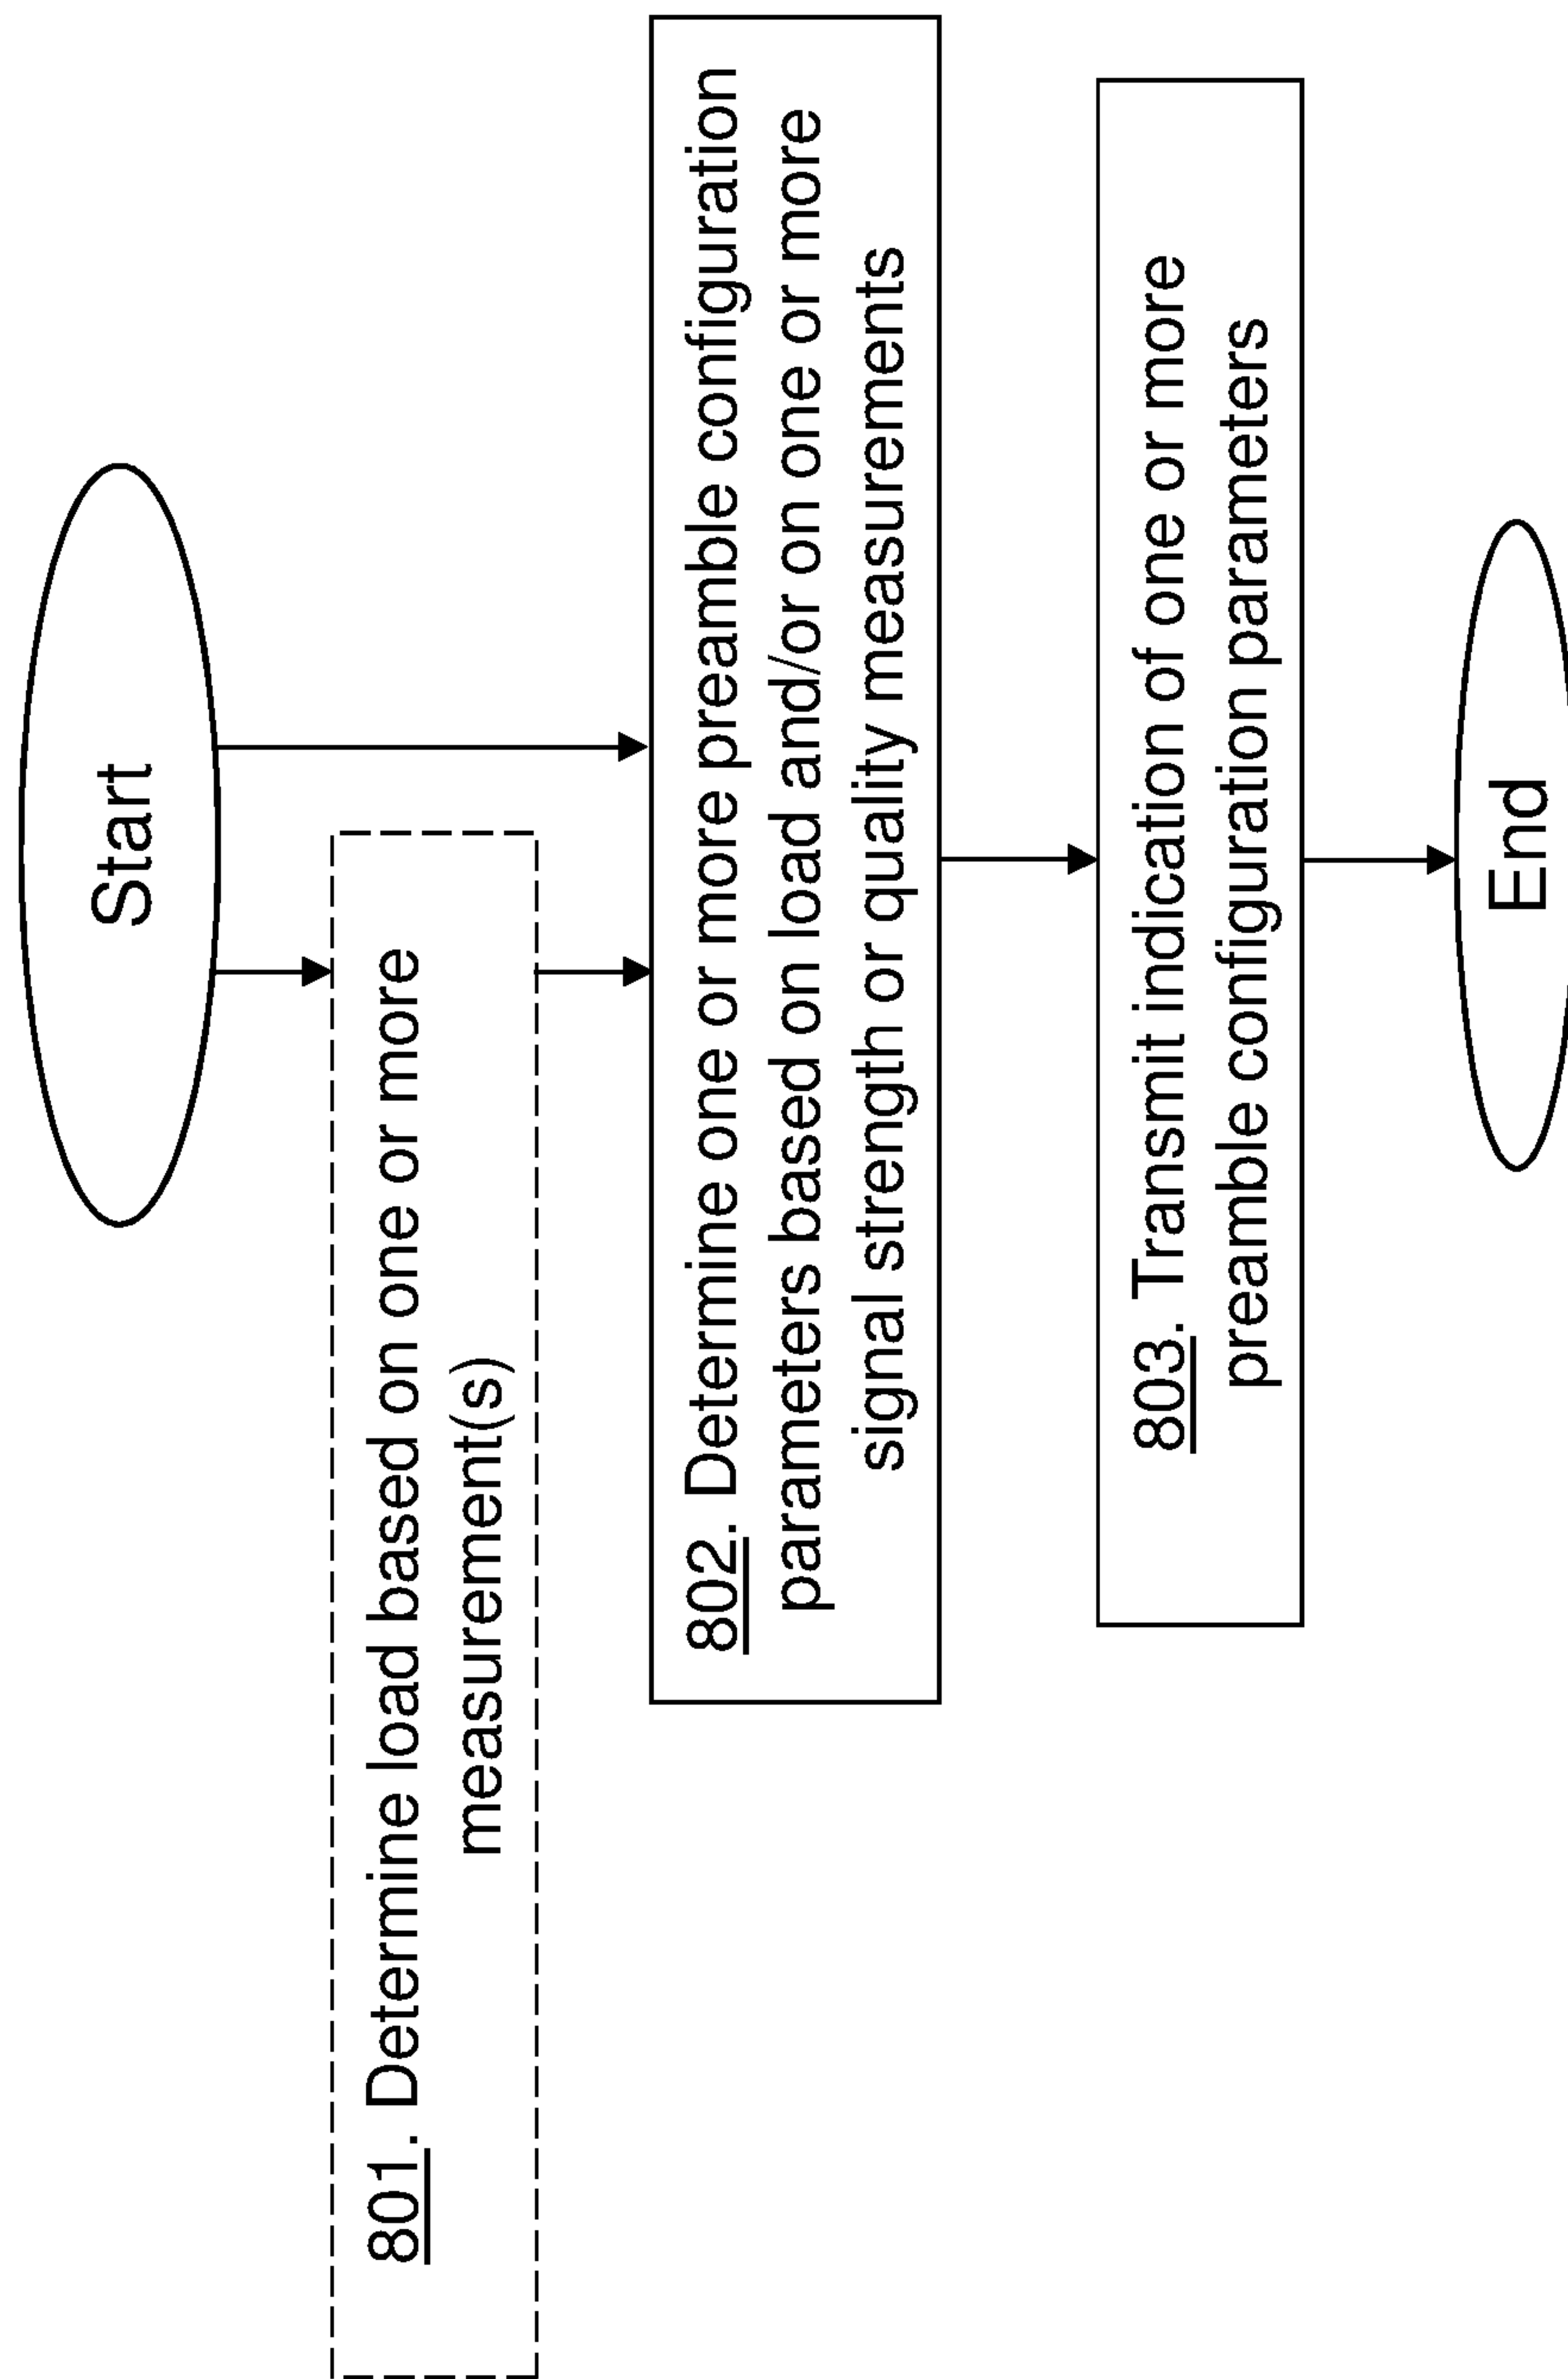 Start
801. Determine load based on one or more
measurement(s)
802. Determine one or more preamble configuration
parameters based on load and/or on one or more
signal strength or quality measurements
803. Transmit indication of one or more
preamble configuration parameters
End